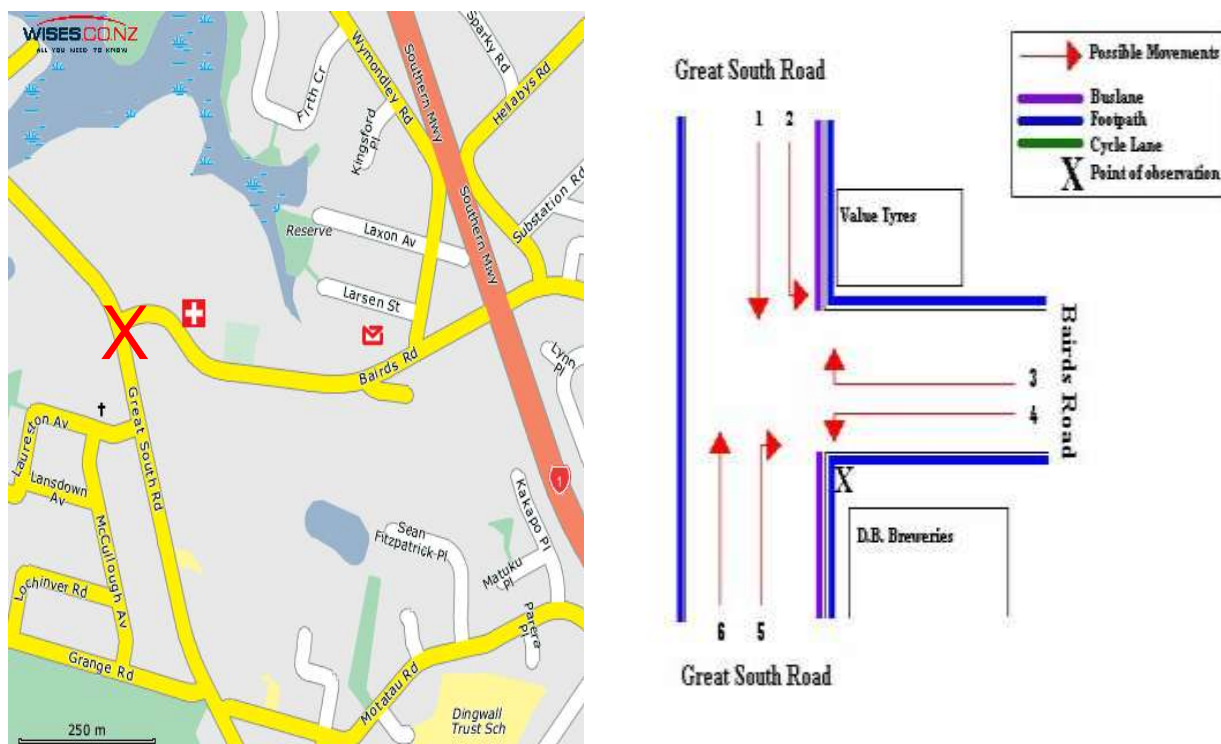 WISES.CO.NZ
ALL YOU NEED TO KNOW
Wymondley Rd
Southern Mwy
Sparky Rd
Hellabys Rd
Firth Cr
Kingsford
Pl
Substation Rd
Southern Mwy
Reserve
Laxon Av
Larsen St
Bairds Rd
Lynn
Pl
X
Great South Rd
Laureston Av
Lansdown
Av
McCullough Av
Lochinver Rd
Grange Rd
1
Kakapo Pl
Sean
Fitzpatrick Pl
Matuku
Pl
Parera
Pl
Motatau Rd
Dingwall
Trust Sch
250 m
Great South Road
1 2
Possible Movements
Buslane
Footpath
Cycle Lane
X Point of observation
Value Tyres
Bairds Road
3
4
X
D.B. Breweries
6 5
Great South Road